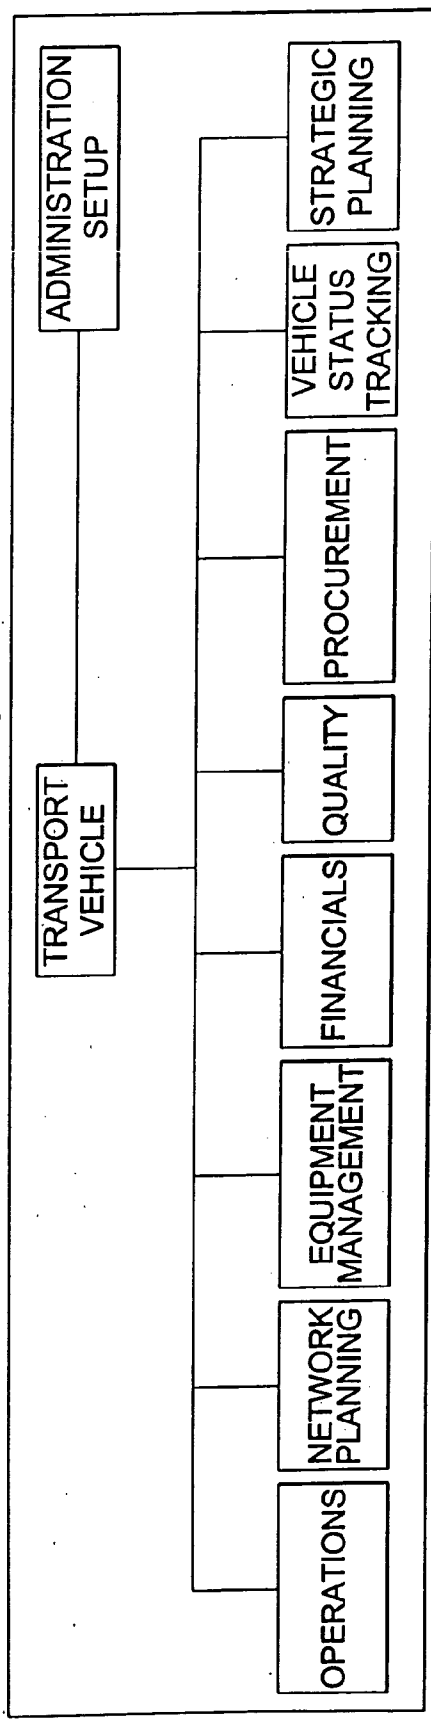 TRANSPORT
VEHICLE
ADMINISTRATION
SETUP
OPERATIONS
NETWORK
PLANNING
EQUIPMENT
MANAGEMENT
FINANCIALS
QUALITY
PROCUREMENT
VEHICLE
STATUS
TRACKING
STRATEGIC
PLANNING